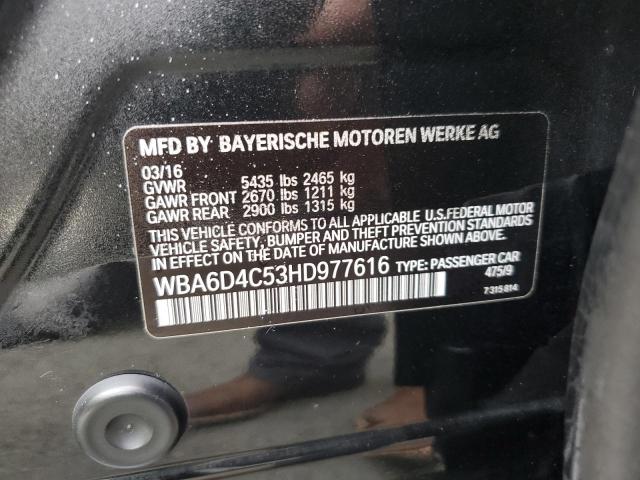 MFD BY BAYERISCHE MOTOREN WERKE AG
03/16
GVWR 5435 lbs 2465 kg
GAWR FRONT 2670 lbs 1211 kg
GAWR REAR 2900 lbs 1315 kg
THIS VEHICLE CONFORMS TO ALL APPLICABLE U.S.FEDERAL MOTOR
VEHICLE SAFETY, BUMPER AND THEFT PREVENTION STANDARDS
IN EFFECT ON THE DATE OF MANUFACTURE SHOWN ABOVE.
WBA6D4C53HD977616 TYPE: PASSENGER CAR
475/9
7 315 814